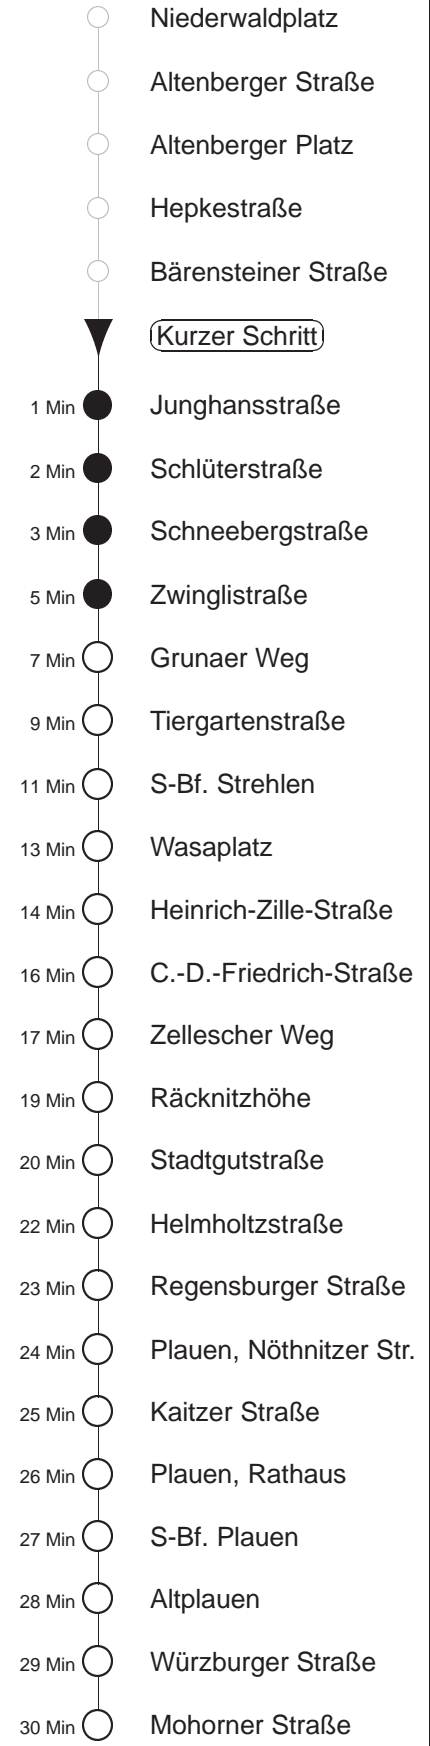 Niederwaldplatz
Altenberger Straße
Altenberger Platz
Hepkestraße
Bärensteiner Straße
Kurzer Schritt
1 Min Junghansstraße
2 Min Schlüterstraße
3 Min Schneebergstraße
5 Min Zwinglistraße
7 Min Grunaer Weg
9 Min Tiergartenstraße
11 Min S-Bf. Strehlen
13 Min Wasaplatz
14 Min Heinrich-Zille-Straße
16 Min C.-D.-Friedrich-Straße
17 Min Zellescher Weg
19 Min Räcknitzhöhe
20 Min Stadtgutstraße
22 Min Helmholtzstraße
23 Min Regensburger Straße
24 Min Plauen, Nöthnitzer Str.
25 Min Kaitzer Straße
26 Min Plauen, Rathaus
27 Min S-Bf. Plauen
28 Min Altplauen
29 Min Würzburger Straße
30 Min Mohorner Straße